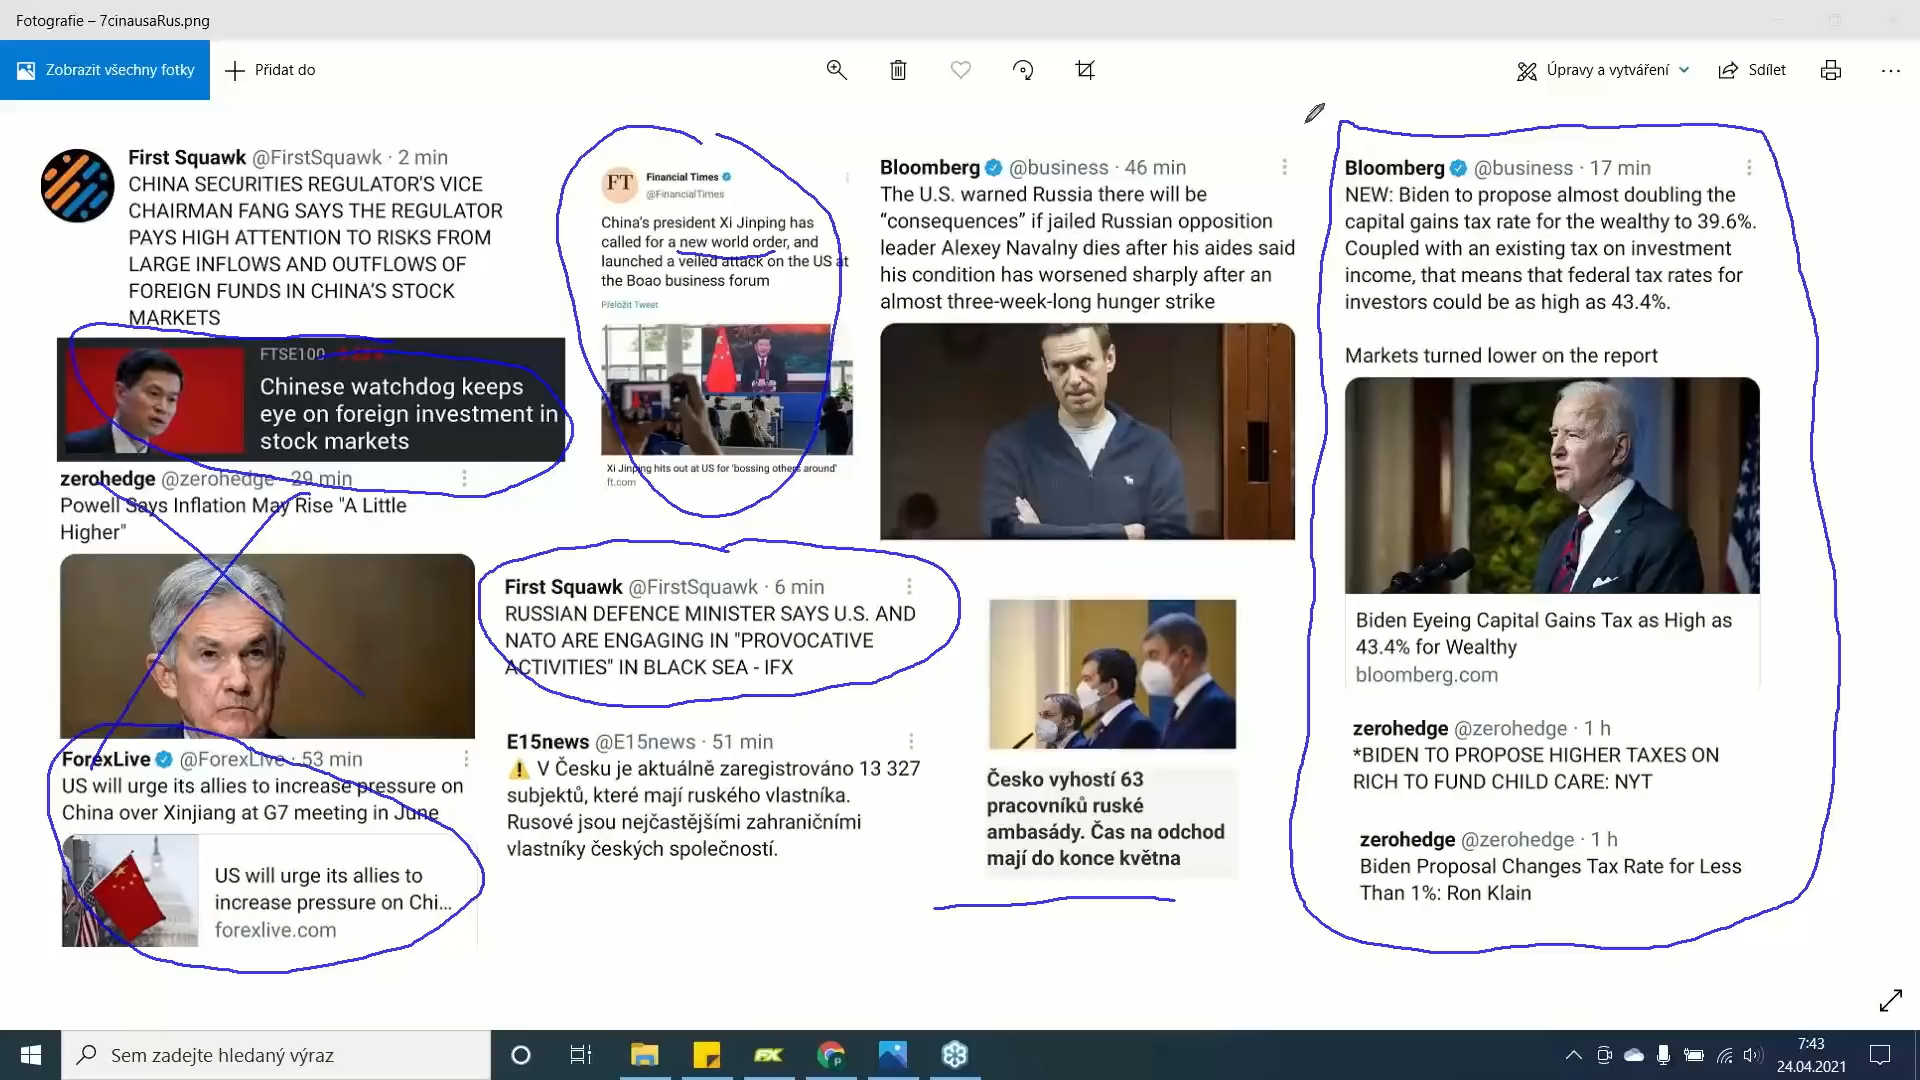 Fotografie – 7cinausaRus.png
Zobrazit všechny fotky
Přidat do
Úpravy a vytváření
Sdílet
First Squawk @FirstSquawk · 2 min
CHINA SECURITIES REGULATOR'S VICE
CHAIRMAN FANG SAYS THE REGULATOR
PAYS HIGH ATTENTION TO RISKS FROM
LARGE INFLOWS AND OUTFLOWS OF
FOREIGN FUNDS IN CHINA'S STOCK
MARKETS
FTSE100
Chinese watchdog keeps
eye on foreign investment in
stock markets
zerohedge @zerohedge · 29 min
Powell Says Inflation May Rise "A Little
Higher"
ForexLive @ForexLive · 53 min
US will urge its allies to increase pressure on
China over Xinjiang at G7 meeting in June
US will urge its allies to
increase pressure on Chi...
forexlive.com
FT
Financial Times
@FinancialTimes
China's president Xi Jinping has
called for a new world order, and
launched a veiled attack on the US at
the Boao business forum
Přeložit Tweet
Xi Jinping hits out at US for 'bossing others around'
ft.com
First Squawk @FirstSquawk · 6 min
RUSSIAN DEFENCE MINISTER SAYS U.S. AND
NATO ARE ENGAGING IN "PROVOCATIVE
ACTIVITIES" IN BLACK SEA - IFX
E15news @E15news · 51 min
⚠ V Česku je aktuálně zaregistrováno 13 327
subjektů, které mají ruského vlastníka.
Rusové jsou nejčastějšími zahraničními
vlastníky českých společností.
Bloomberg @business · 46 min
The U.S. warned Russia there will be
“consequences” if jailed Russian opposition
leader Alexey Navalny dies after his aides said
his condition has worsened sharply after an
almost three-week-long hunger strike
Česko vyhostí 63
pracovníků ruské
ambasády. Čas na odchod
mají do konce května
Bloomberg @business · 17 min
NEW: Biden to propose almost doubling the
capital gains tax rate for the wealthy to 39.6%.
Coupled with an existing tax on investment
income, that means that federal tax rates for
investors could be as high as 43.4%.
Markets turned lower on the report
Biden Eyeing Capital Gains Tax as High as
43.4% for Wealthy
bloomberg.com
zerohedge @zerohedge · 1 h
*BIDEN TO PROPOSE HIGHER TAXES ON
RICH TO FUND CHILD CARE: NYT
zerohedge @zerohedge · 1 h
Biden Proposal Changes Tax Rate for Less
Than 1%: Ron Klain
Sem zadejte hledaný výraz
FX
P
7:43
24.04.2021